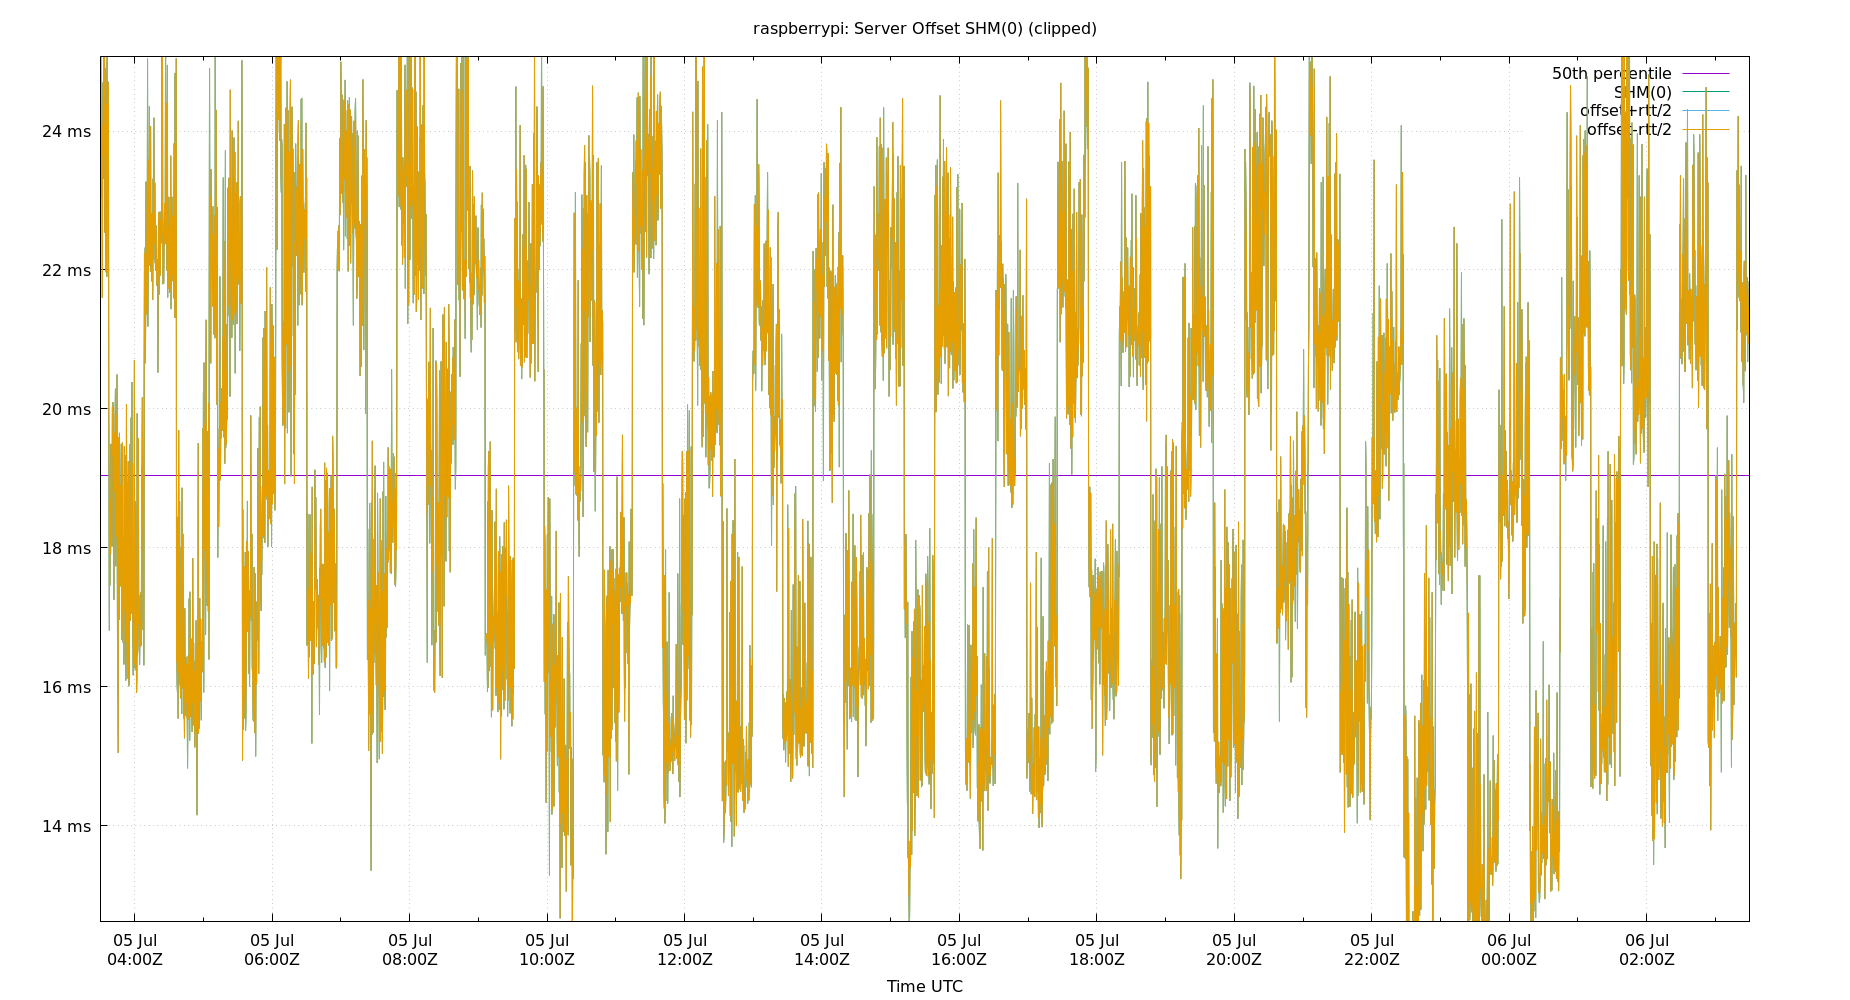 raspberrypi: Server Offset SHM(0) (clipped)
50th percentile
SHM(0)
offset+rtt/2
offset-rtt/2
24 ms
22 ms
20 ms
18 ms
16 ms
14 ms
05 Jul 05 Jul 05 Jul 05 Jul 05 Jul 05 Jul 05 Jul 05 Jul 05 Jul 05 Jul 06 Jul 06 Jul
04:00Z 06:00Z 08:00Z 10:00Z 12:00Z 14:00Z 16:00Z 18:00Z 20:00Z 22:00Z 00:00Z 02:00Z
Time UTC